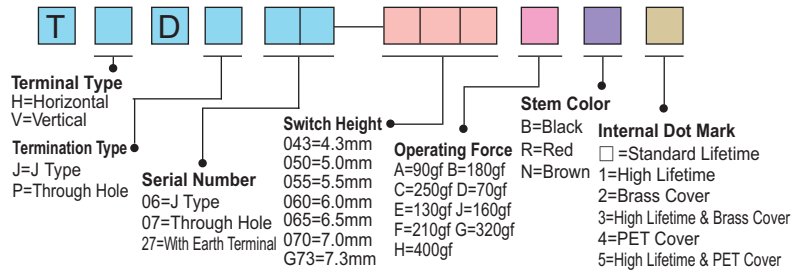 T D
Terminal Type
H=Horizontal
V=Vertical
Termination Type
J=J Type
P=Through Hole
Serial Number
06=J Type
07=Through Hole
27=With Earth Terminal
Switch Height
043=4.3mm
050=5.0mm
055=5.5mm
060=6.0mm
065=6.5mm
070=7.0mm
G73=7.3mm
Operating Force
A=90gf B=180gf
C=250gf D=70gf
E=130gf J=160gf
F=210gf G=320gf
H=400gf
Stem Color
B=Black
R=Red
N=Brown
Internal Dot Mark
□ =Standard Lifetime
1=High Lifetime
2=Brass Cover
3=High Lifetime & Brass Cover
4=PET Cover
5=High Lifetime & PET Cover